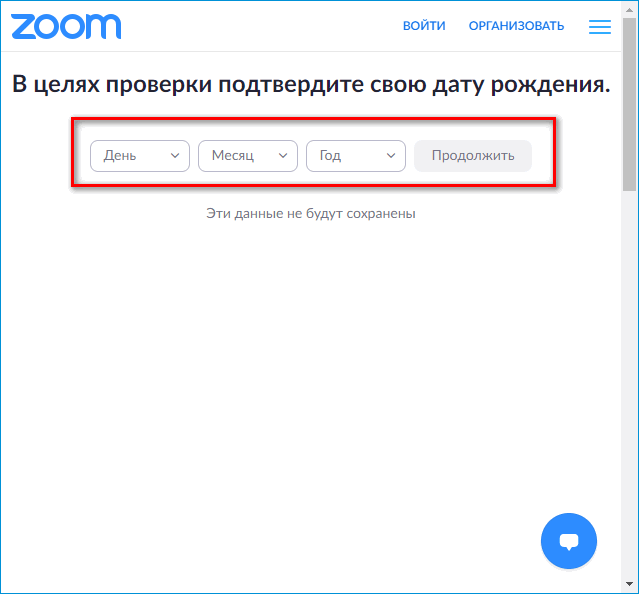 zoom
ВОЙТИ ОРГАНИЗОВАТЬ
В целях проверки подтвердите свою дату рождения.
День Месяц Год Продолжить
Эти данные не будут сохранены